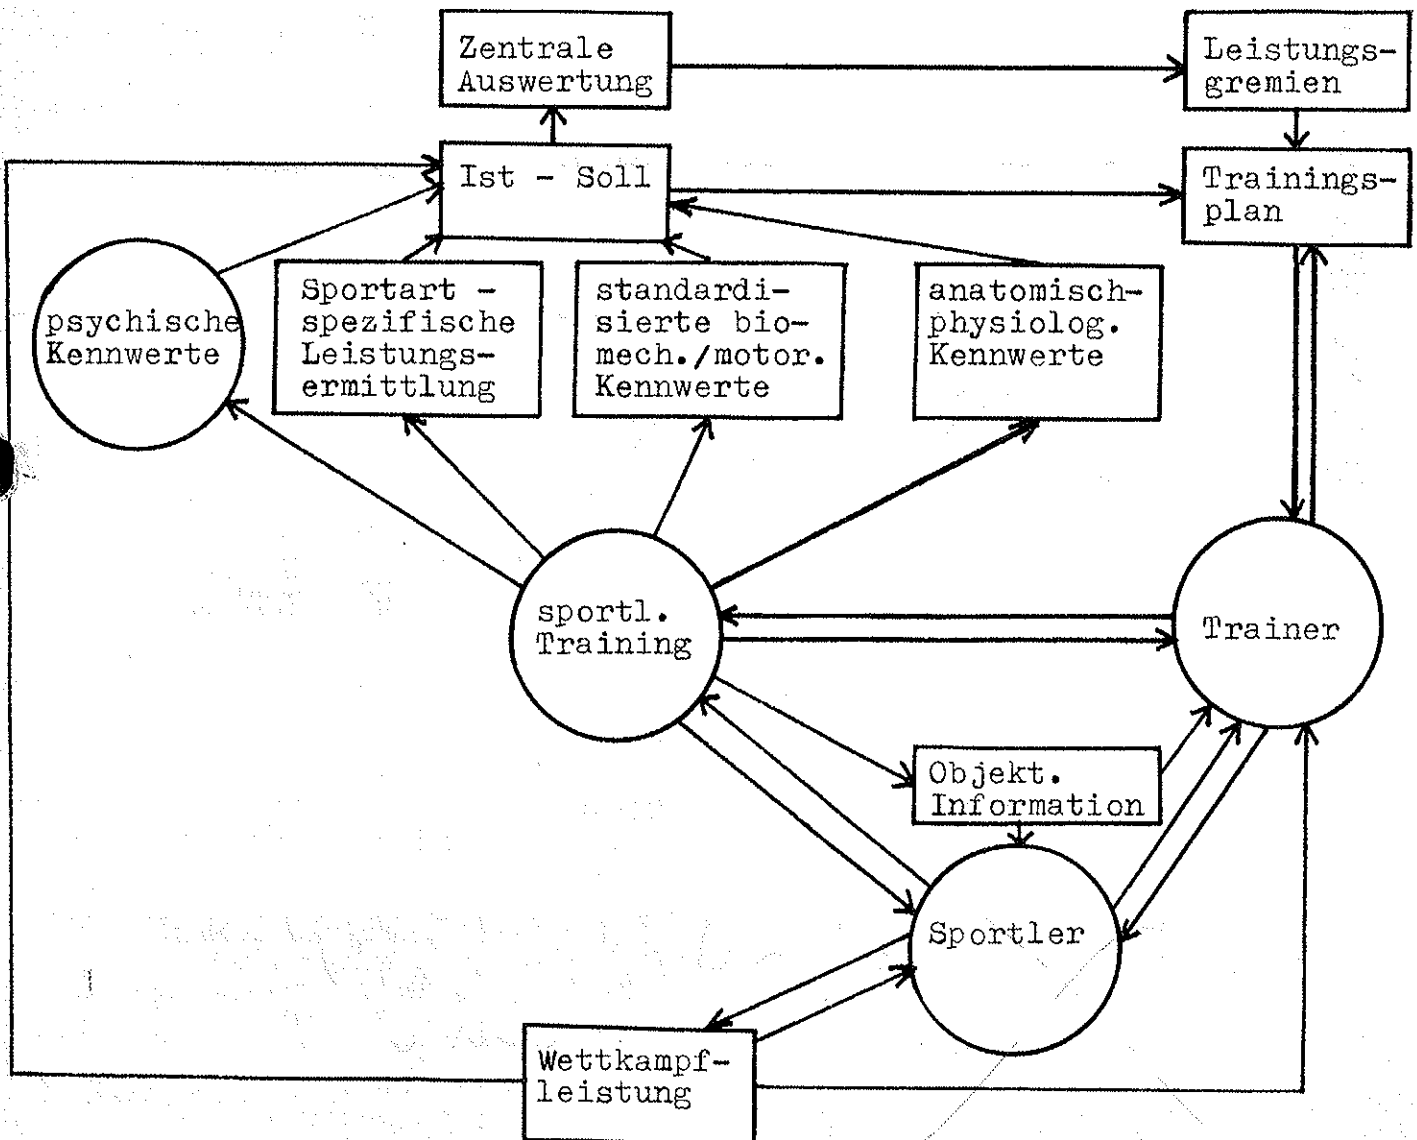 Zentrale
Auswertung
Leistungs-
gremien
Ist - Soll
Trainings-
plan
psychische
Kennwerte
Sportart -
spezifische
Leistungs-
ermittlung
standardi-
sierte bio-
mech./motor.
Kennwerte
anatomisch-
physiolog.
Kennwerte
sportl.
Training
Trainer
Objekt.
Information
Sportler
Wettkampf-
leistung